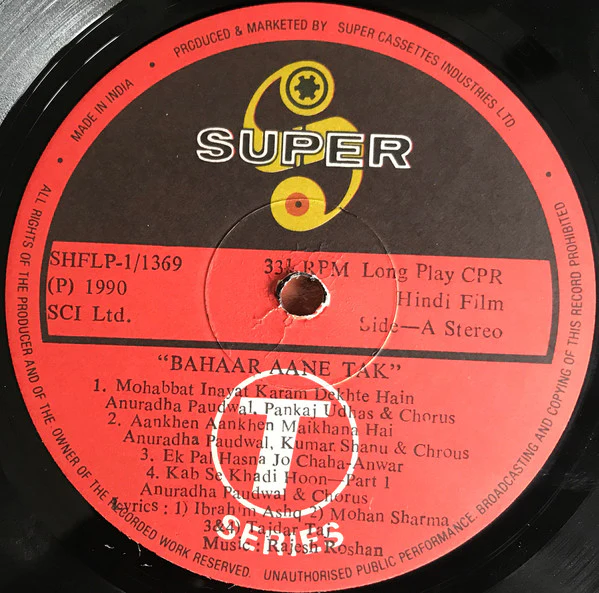 • MADE IN INDIA • PRODUCED & MARKETED BY SUPER CASSETTES INDUSTRIES LTD
SUPER
SHFLP-1/1369
(P) 1990
SCI Ltd.
33⅓ RPM Long Play CPR
Hindi Film
Side—A Stereo
"BAHAAR AANE TAK"
1. Mohabbat Inayat Karam Dekhte Hain
Anuradha Paudwal, Pankaj Udhas & Chorus
2. Aankhen Aankhen Maikhana Hai
Anuradha Paudwal, Kumar Shanu & Chrous
3. Ek Pal Hasna Jo Chaha-Anwar
4. Kab Se Khadi Hoon—Part 1
Anuradha Paudwal & Chorus
Lyrics : 1) Ibrahim Ashq 2) Mohan Sharma
3&4) Tajdar Taj
Music : Rajesh Roshan
T
SERIES
• ALL RIGHTS OF THE PRODUCER AND OF THE OWNER OF THE RECORDED WORK RESERVED. UNAUTHORISED PUBLIC PERFORMANCE. BROADCASTING AND COPYING OF THIS RECORD PROHIBITED